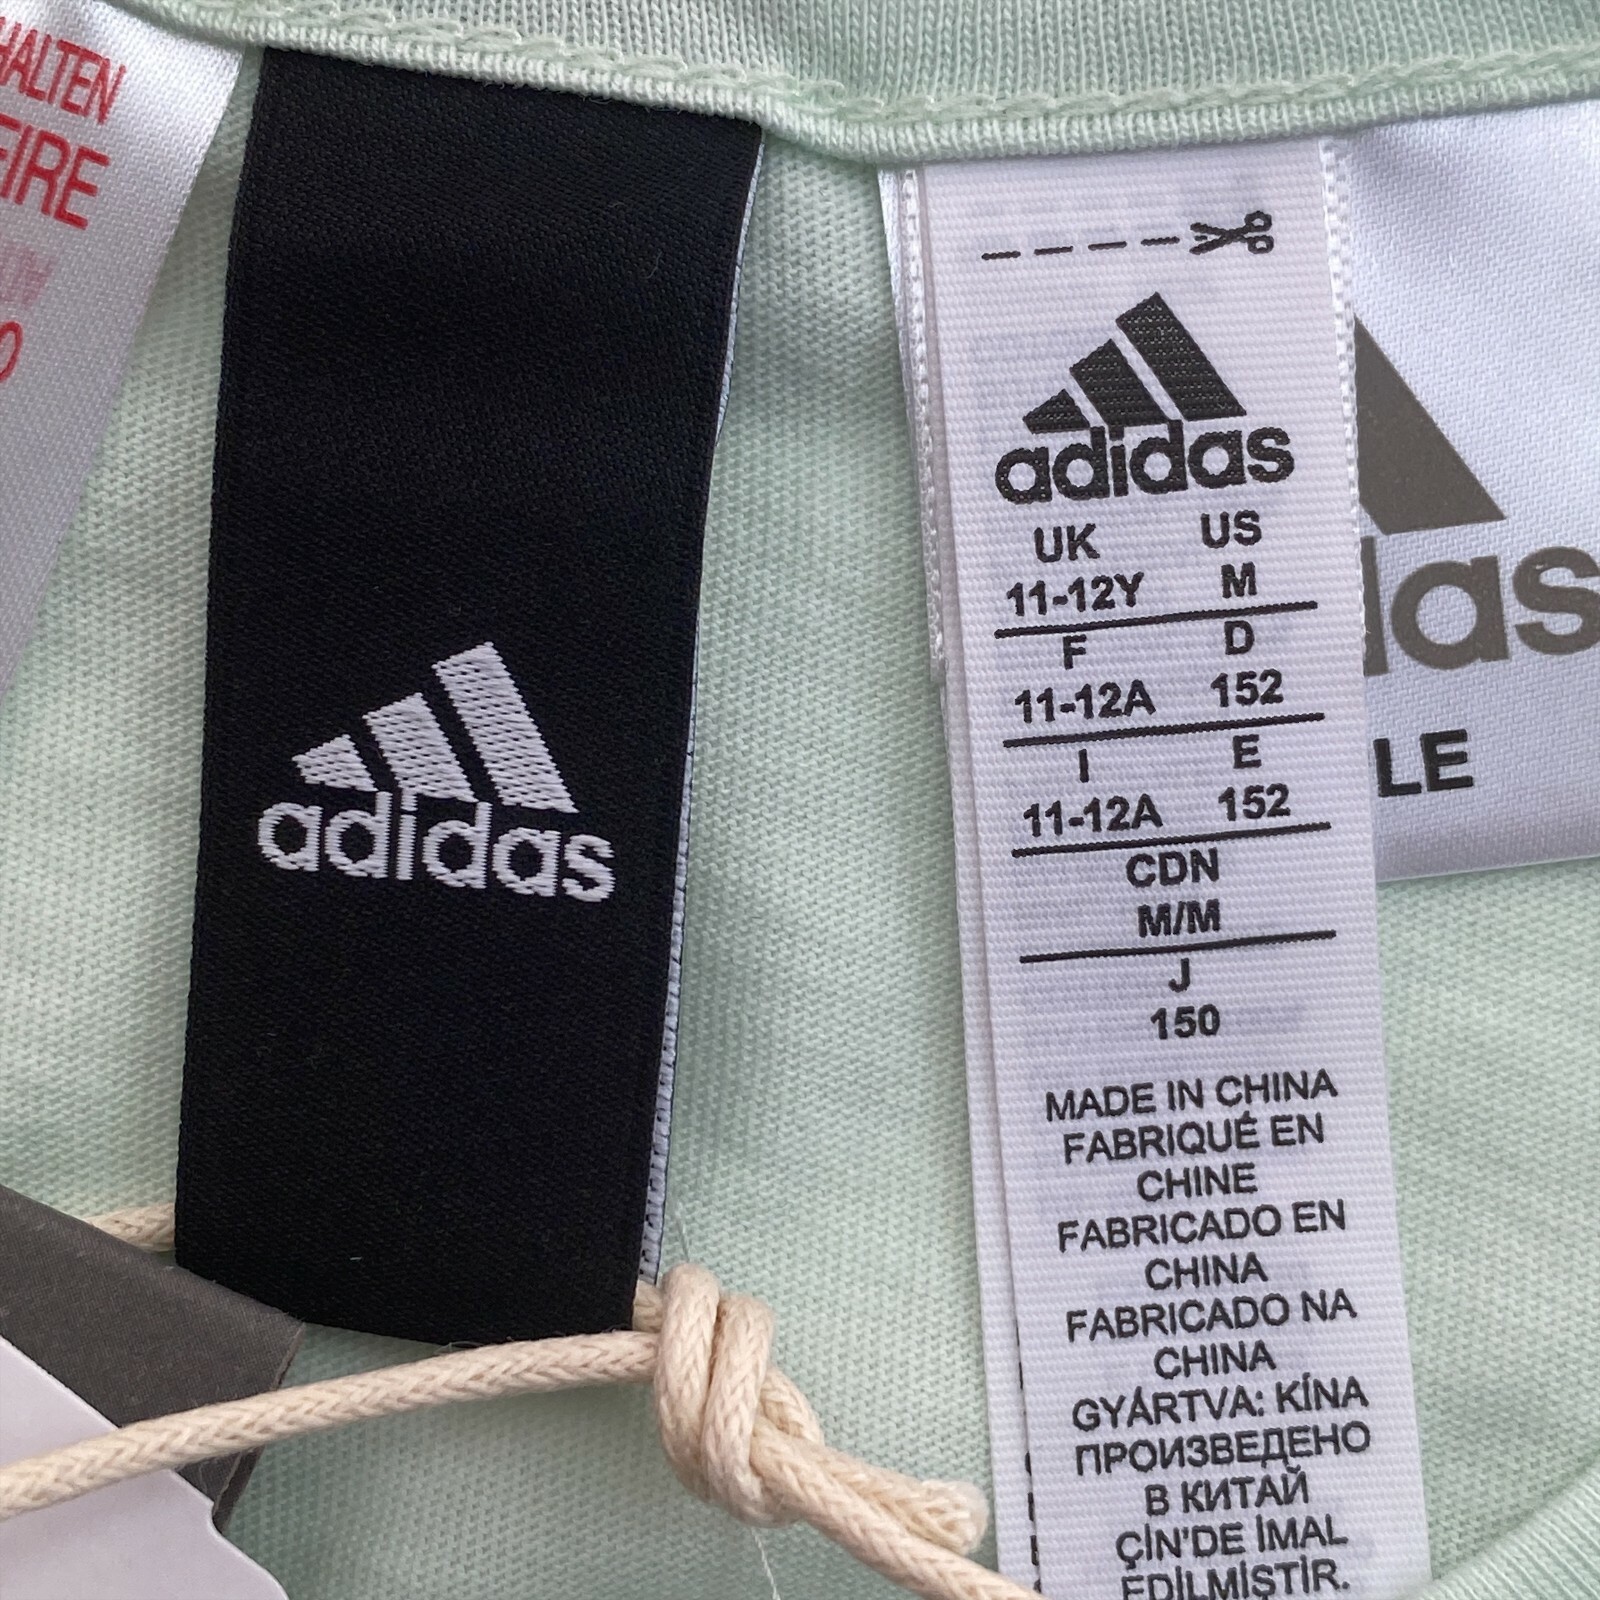 HALTEN
FIRE
adidas
adidas
UK US
11-12Y M
F D
11-12A 152
I E
11-12A 152
CDN
M/M
J
150
MADE IN CHINA
FABRIQUÉ EN
CHINE
FABRICADO EN
CHINA
FABRICADO NA
CHINA
GYÁRTVA: KÍNA
ПРОИЗВЕДЕНО
В КИТАЙ
ÇİN'DE İMAL
EDİLMİŞTİR.
das
LE